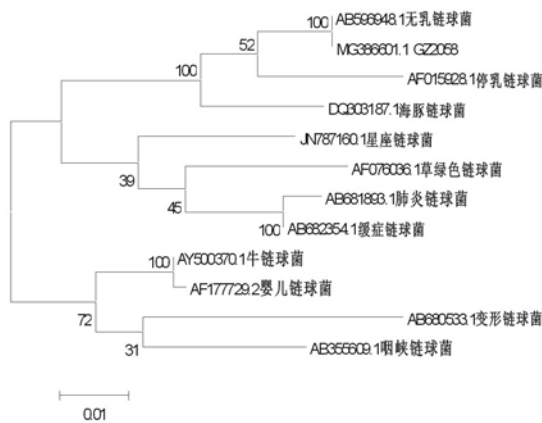 100
AB596948.1无乳链球菌
52
MG386601.1 GZ2058
100
AF015928.1停乳链球菌
DQ303187.1海豚链球菌
JN787160.1星座链球菌
39
AF076036.1草绿色链球菌
45
AB681893.1肺炎链球菌
100
AB682354.1缓症链球菌
100
AY500370.1牛链球菌
AF177729.2婴儿链球菌
72
AB680533.1变形链球菌
31
AB355609.1咽峡链球菌
0.01